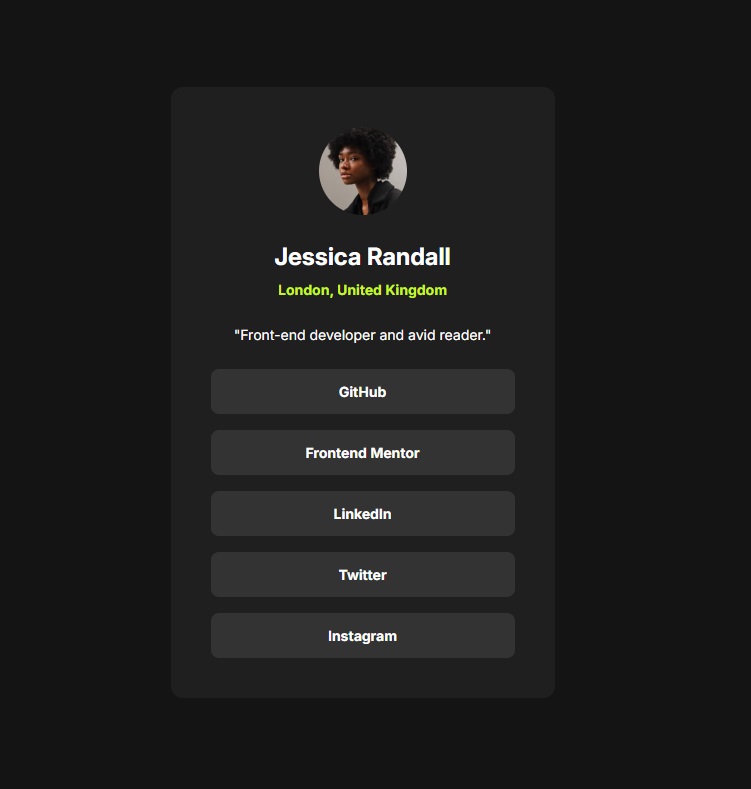 Jessica Randall
London, United Kingdom
"Front-end developer and avid reader."
GitHub
Frontend Mentor
LinkedIn
Twitter
Instagram